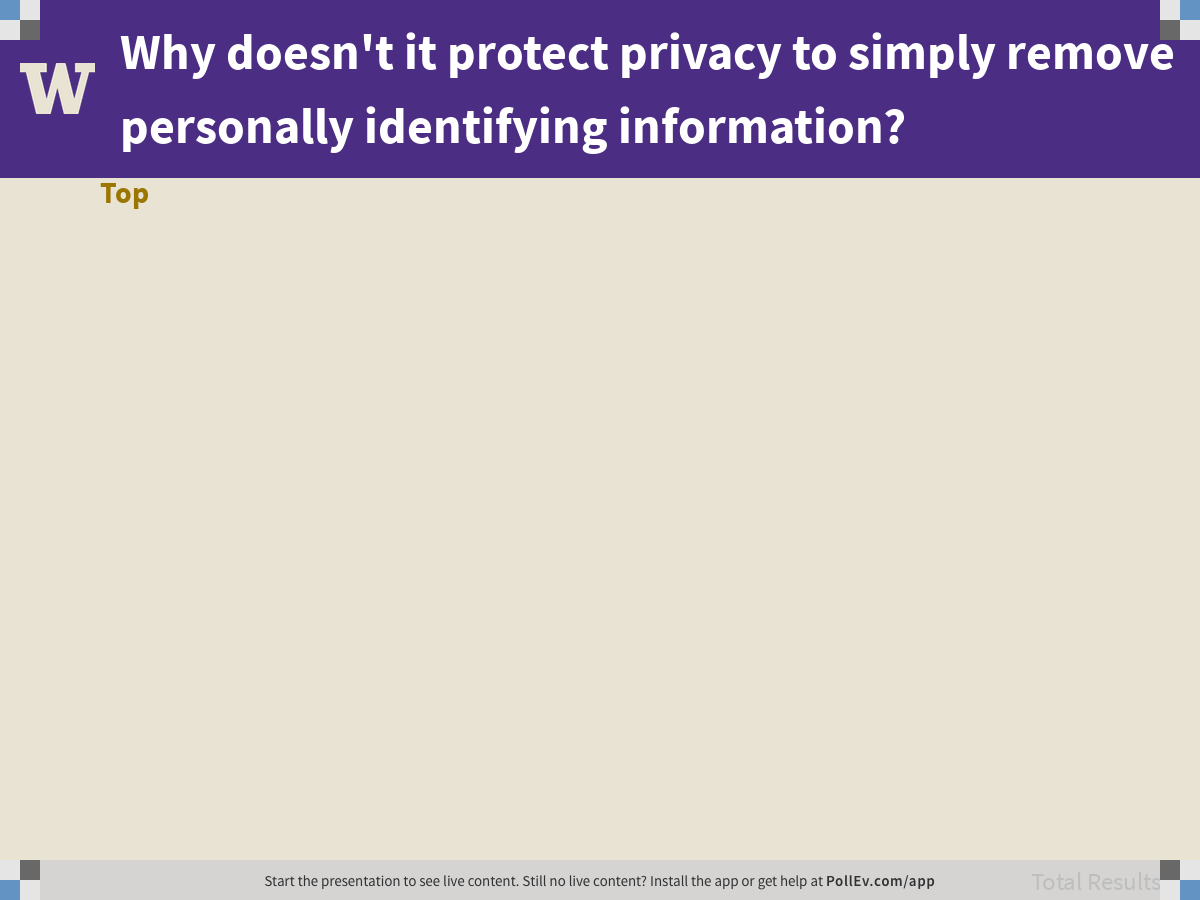 W
Why doesn't it protect privacy to simply remove
personally identifying information?
Top
Start the presentation to see live content. Still no live content? Install the app or get help at PollEv.com/app
Total Results